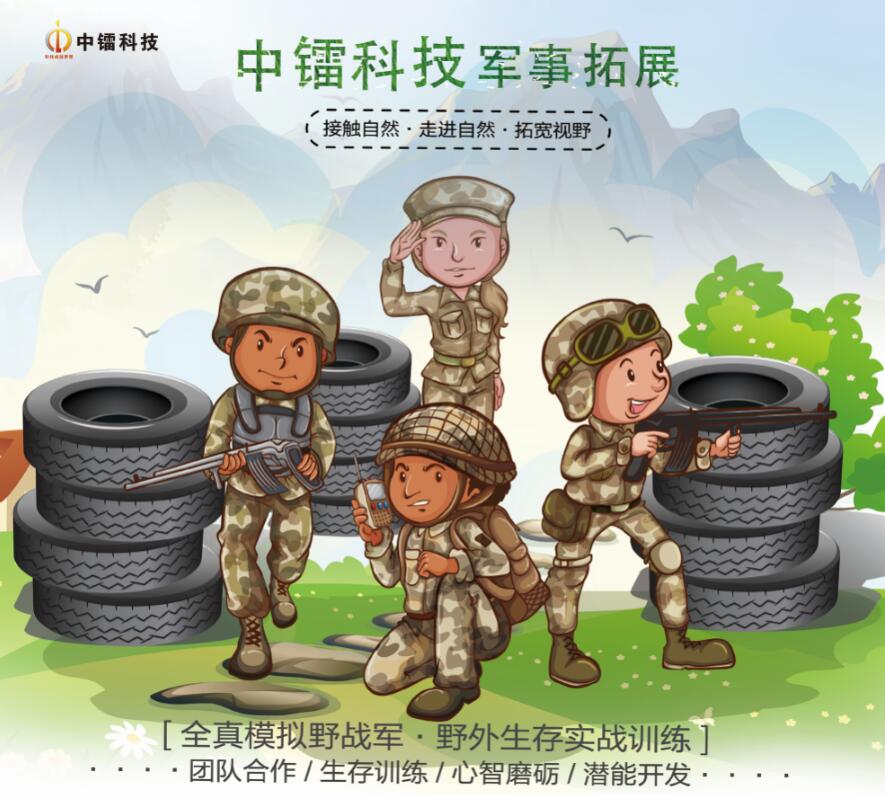 中镭科技
中镭科技军事拓展
接触自然·走进自然·拓宽视野
[ 全真模拟野战军·野外生存实战训练 ]
····团队合作 / 生存训练 / 心智磨砺 / 潜能开发····